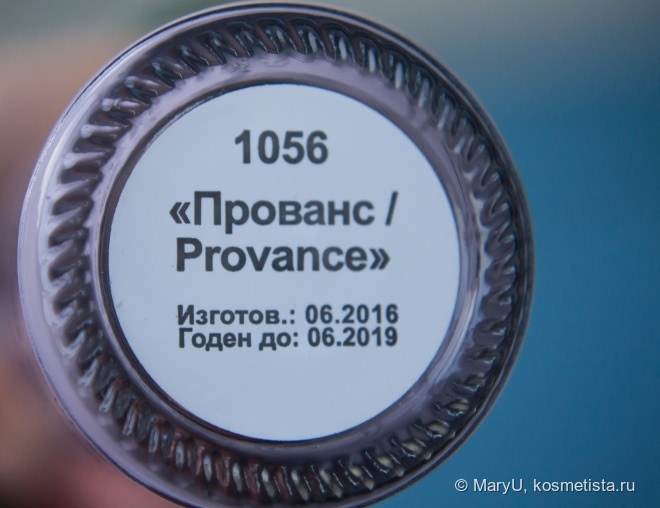 1056
«Прованс /
Provance»
Изготов.: 06.2016
Годен до: 06.2019
© MaryU, kosmetista.ru